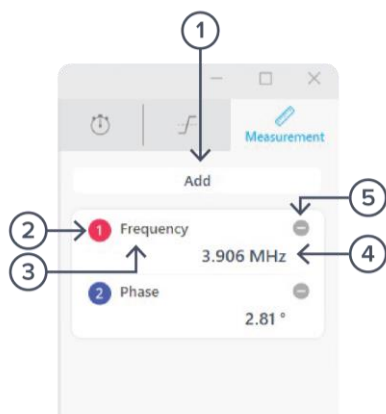 1
Measurement
Add
5
2
1 Frequency
3
3.906 MHz
4
2 Phase
2.81 °